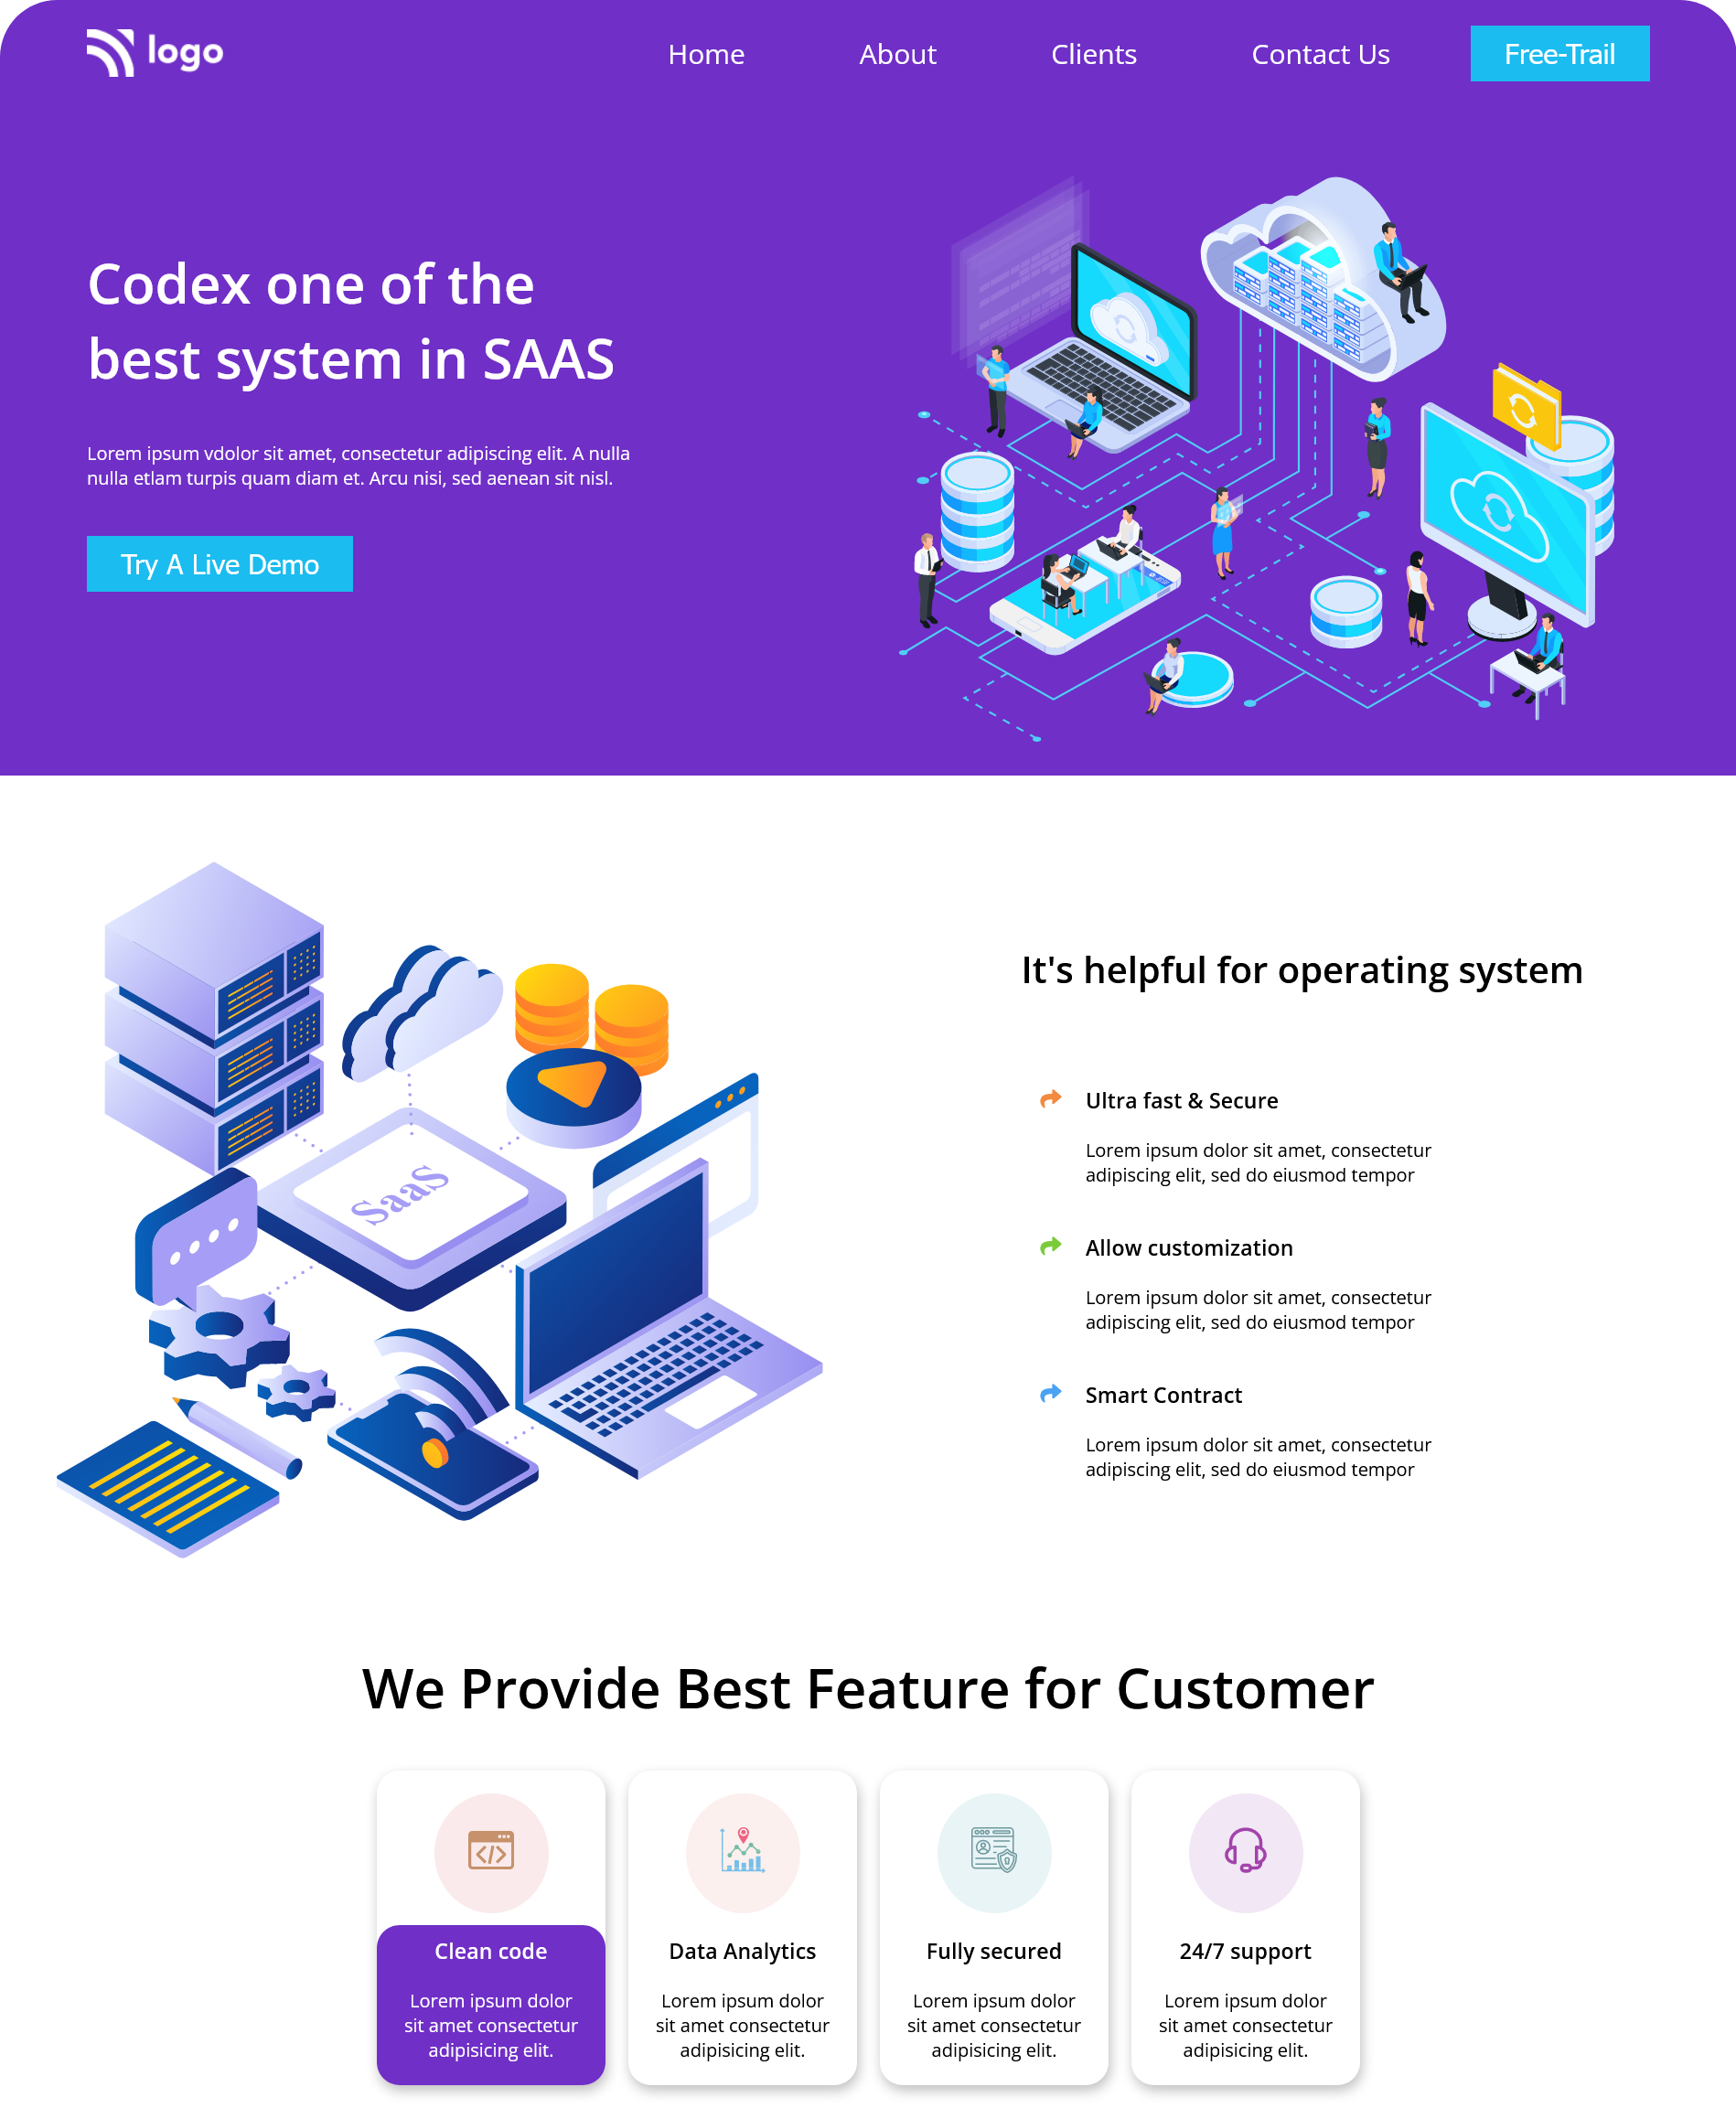 logo
Home
About
Clients
Contact Us
Free-Trail
Codex one of the
best system in SAAS
Lorem ipsum vdolor sit amet, consectetur adipiscing elit. A nulla
nulla etlam turpis quam diam et. Arcu nisi, sed aenean sit nisl.
Try A Live Demo
SaaS
It's helpful for operating system
Ultra fast & Secure
Lorem ipsum dolor sit amet, consectetur
adipiscing elit, sed do eiusmod tempor
Allow customization
Lorem ipsum dolor sit amet, consectetur
adipiscing elit, sed do eiusmod tempor
Smart Contract
Lorem ipsum dolor sit amet, consectetur
adipiscing elit, sed do eiusmod tempor
We Provide Best Feature for Customer
Clean code
Lorem ipsum dolor
sit amet consectetur
adipisicing elit.
Data Analytics
Lorem ipsum dolor
sit amet consectetur
adipisicing elit.
Fully secured
Lorem ipsum dolor
sit amet consectetur
adipisicing elit.
24/7 support
Lorem ipsum dolor
sit amet consectetur
adipisicing elit.